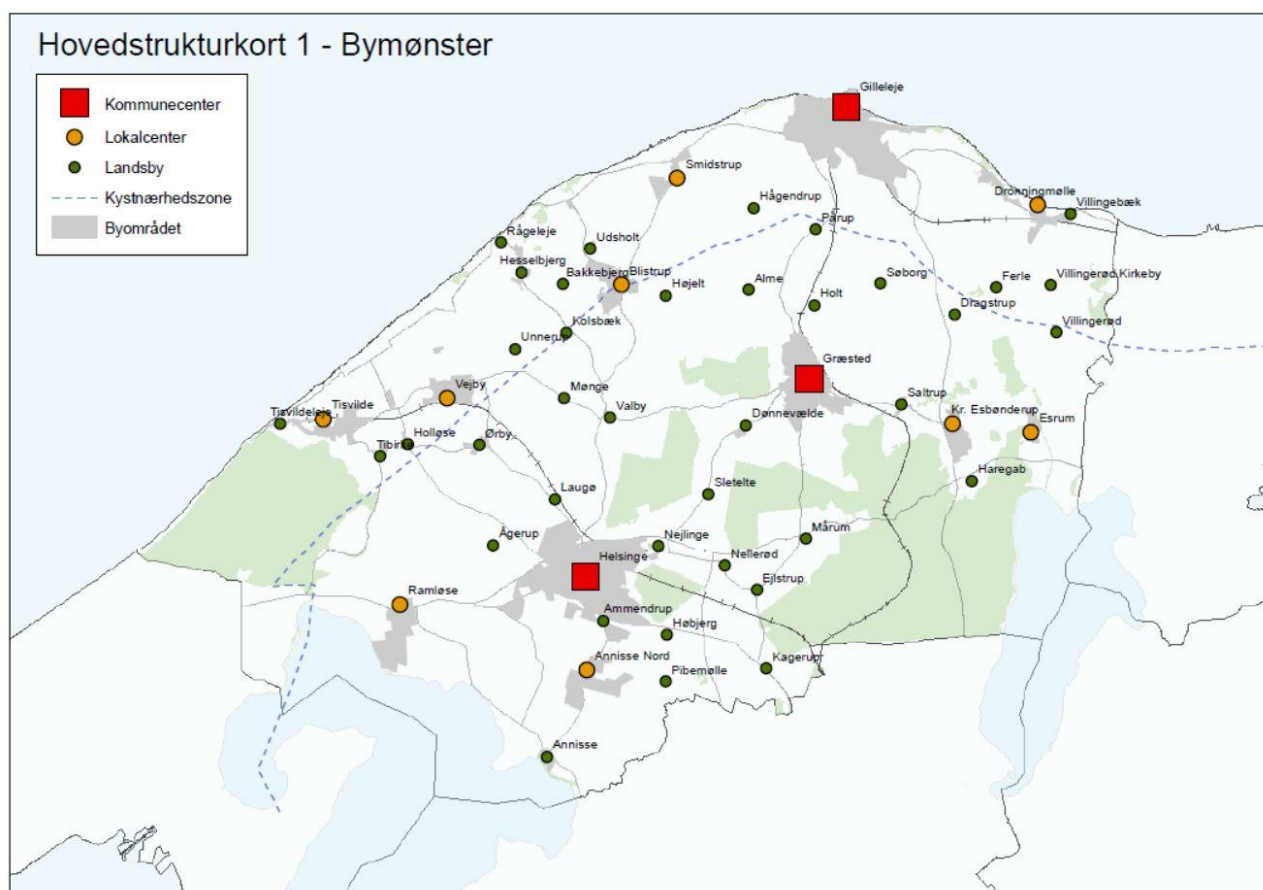 Hovedstrukturkort 1 - Bymønster
Kommunecenter
Lokalcenter
Landsby
Kystnærhedszone
Byområdet
Gilleleje
Smidstrup
Hågendrup
Dronningmølle
Villingebæk
Pårup
Rågeleje
Udsholt
Hesselbjerg
Bakkebjerg
Blistrup
Højelt
Alme
Holt
Søborg
Ferle
Villingerød Kirkeby
Dragstrup
Villingerød
Kolsbæk
Unnerup
Græsted
Vejby
Mønge
Valby
Saltrup
Tisvildeleje
Tisvilde
Dønnevælde
Kr. Esbønderup
Esrum
Tibirke
Holløse
Ørby
Haregab
Laugø
Sletelte
Ågerup
Nejlinge
Mårum
Helsinge
Nellerød
Ejlstrup
Ramløse
Ammendrup
Høbjerg
Annisse Nord
Pibemølle
Kagerup
Annisse